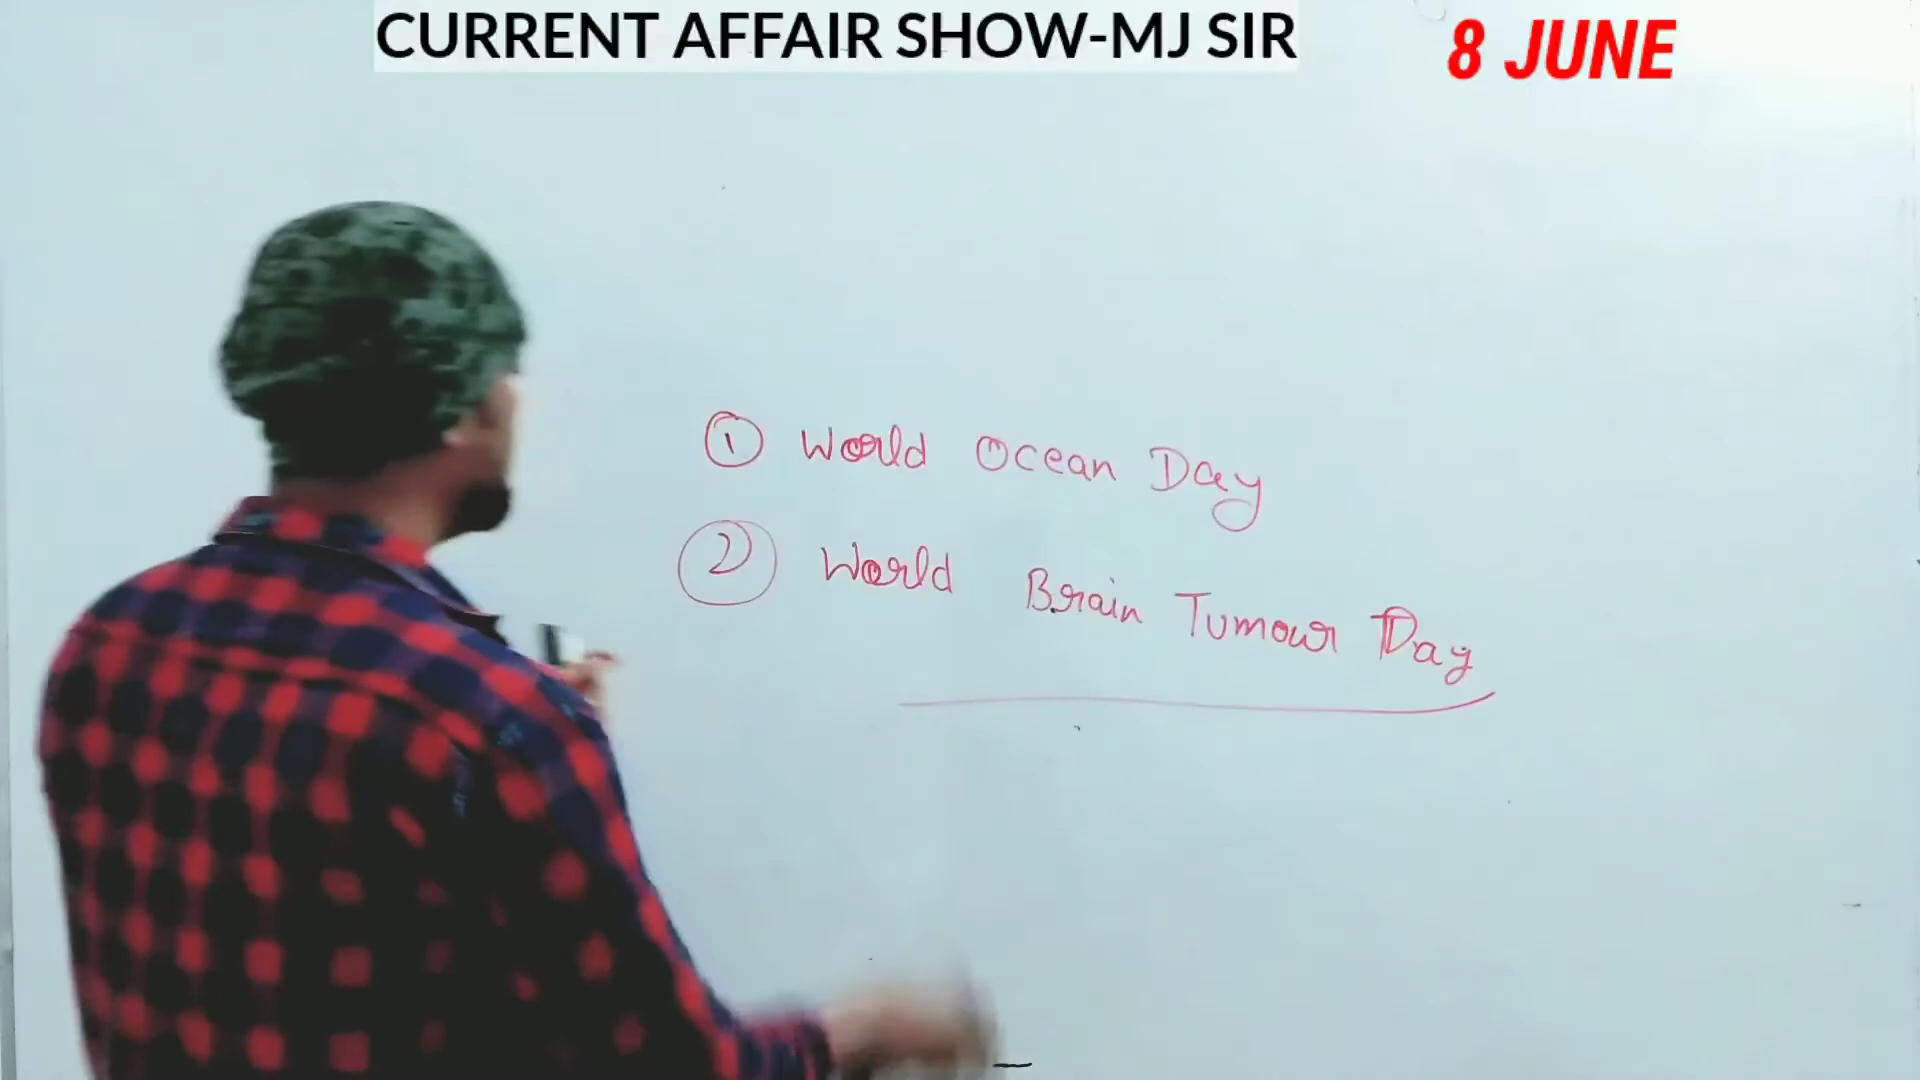 CURRENT AFFAIR SHOW-MJ SIR
8 JUNE
① World Ocean Day
② World Brain Tumour Day